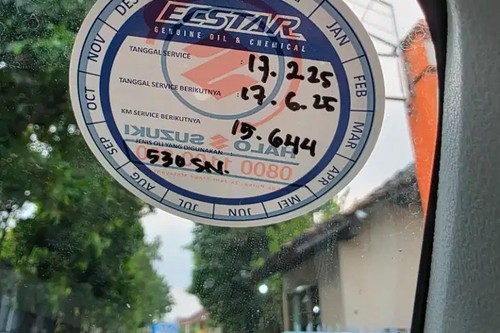 ECSTAR
GENUINE OIL & CHEMICAL
TANGGAL SERVICE : 17.2.25
TANGGAL SERVICE BERIKUTNYA : 17.6.25
KM SERVICE BERIKUTNYA : 15.644
HALO SUZUKI
JENIS OLI YANG DIGUNAKAN
530 SN.
0800
JAN
FEB
MAR
APR
MEI
JUN
JUL
AUG
SEP
OCT
NOV
DES